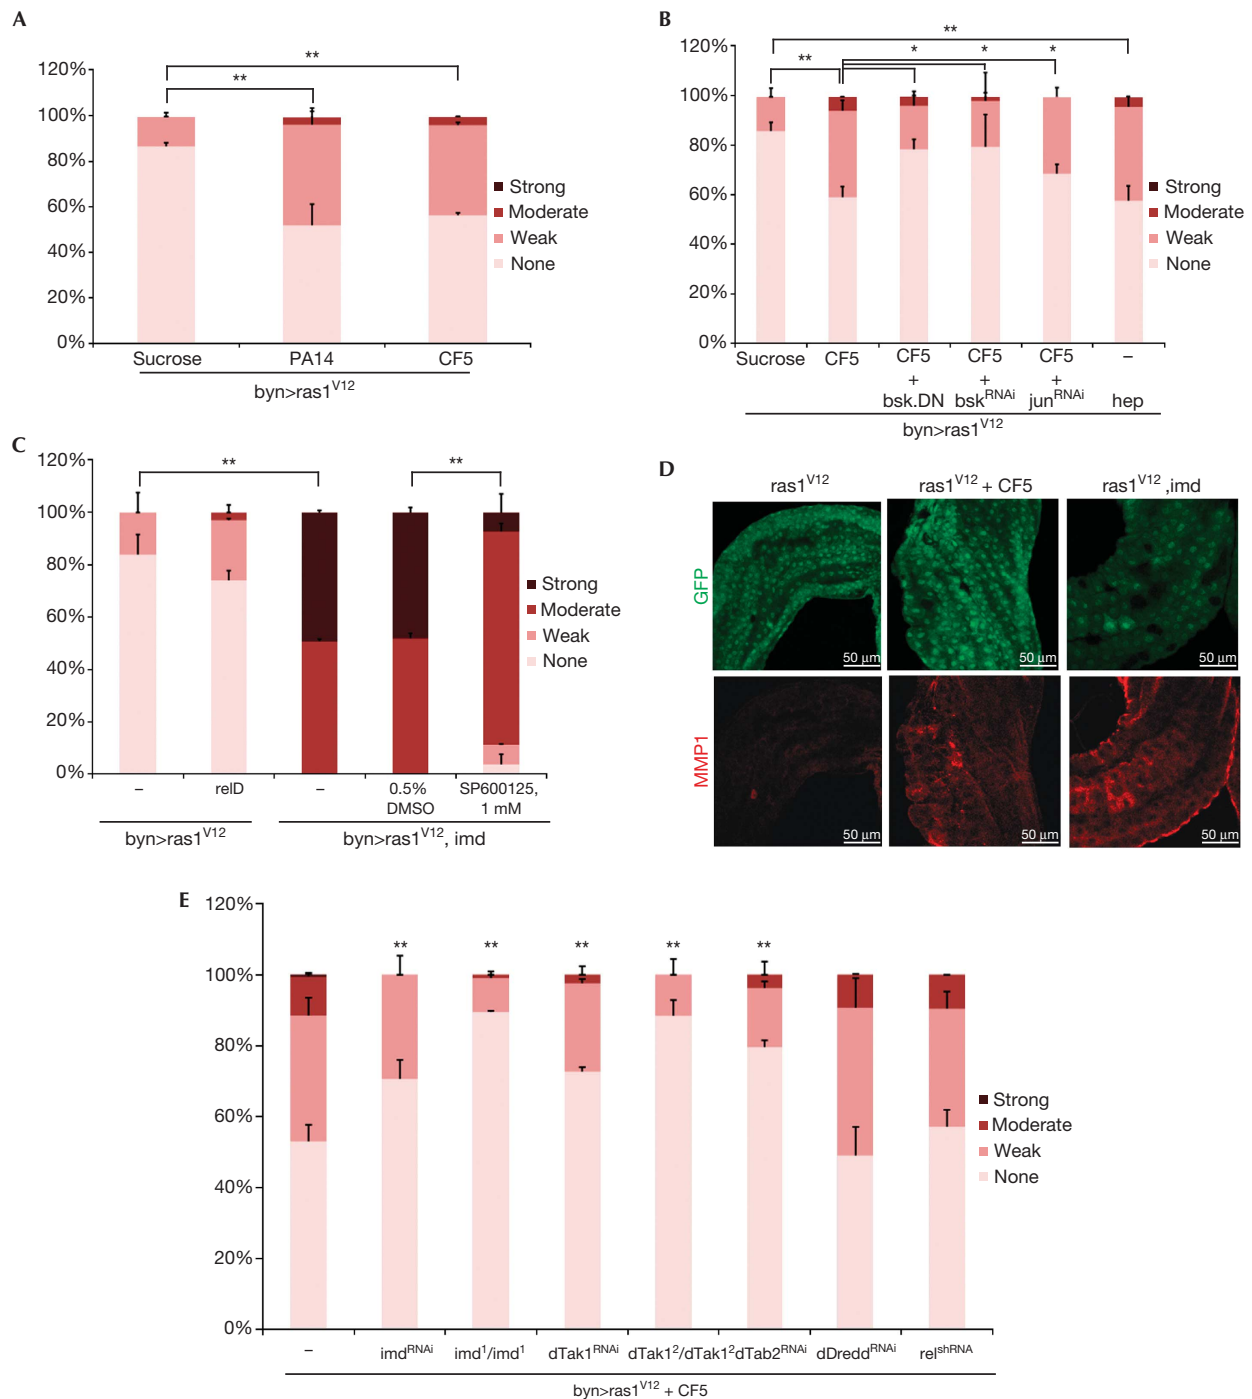 A
120%
100%
80%
60%
40%
20%
0%
**
**
Strong
Moderate
Weak
None
Sucrose PA14 CF5
byn>ras1V12
B
120%
100%
80%
60%
40%
20%
0%
**
** * * *
Strong
Moderate
Weak
None
Sucrose CF5 CF5 CF5 CF5 –
+ + +
bsk.DN bskRNAi junRNAi hep
byn>ras1V12
C
120%
100%
80%
60%
40%
20%
0%
** **
Strong
Moderate
Weak
None
– relD – 0.5% SP600125,
DMSO 1 mM
byn>ras1V12 byn>ras1V12, imd
D
ras1V12 ras1V12 + CF5 ras1V12 ,imd
GFP
50 µm 50 µm 50 µm
MMP1
50 µm 50 µm 50 µm
E
120%
100%
80%
60%
40%
20%
0%
** ** ** ** **
Strong
Moderate
Weak
None
– imdRNAi imd1/imd1 dTak1RNAi dTak12/dTak12 dTab2RNAi dDreddRNAi relshRNA
byn>ras1V12 + CF5